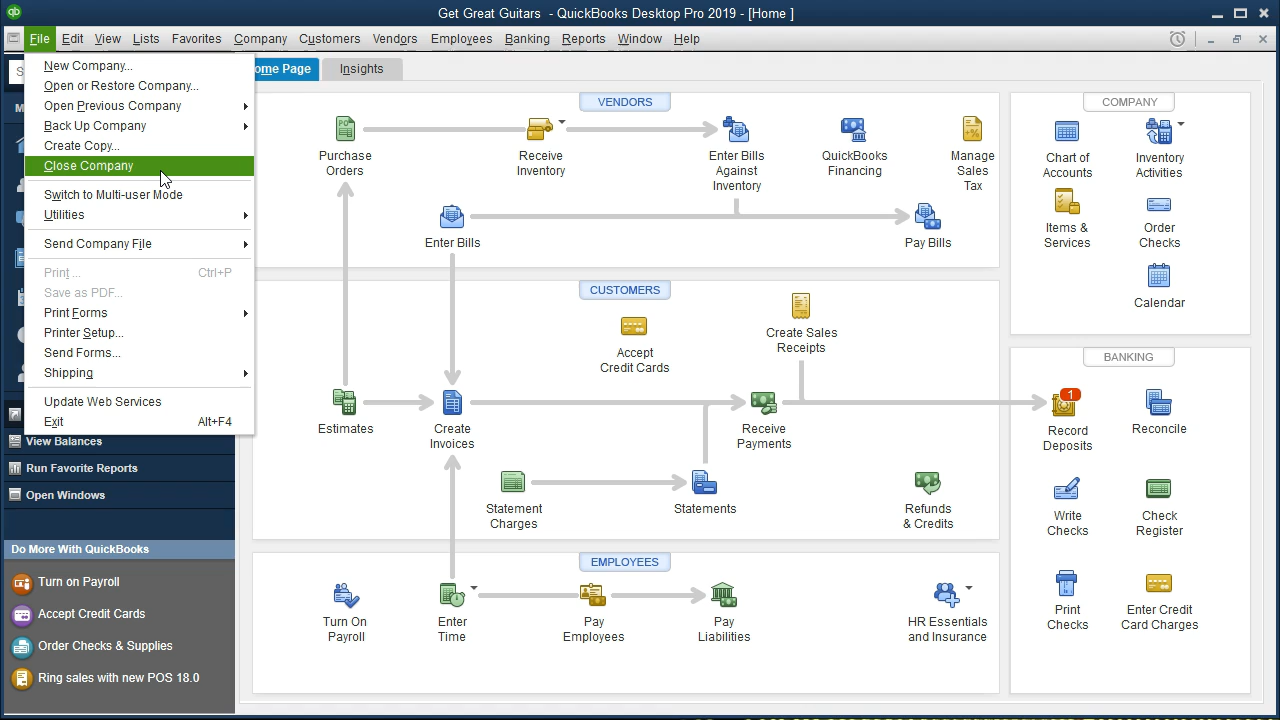 Get Great Guitars - QuickBooks Desktop Pro 2019 - [Home ]
File Edit View Lists Favorites Company Customers Vendors Employees Banking Reports Window Help
New Company...
Open or Restore Company...
Open Previous Company
Back Up Company
Create Copy...
Close Company
Switch to Multi-user Mode
Utilities
Send Company File
Print ... Ctrl+P
Save as PDF...
Print Forms
Printer Setup...
Send Forms...
Shipping
Update Web Services
Exit Alt+F4
View Balances
Run Favorite Reports
Open Windows
Do More With QuickBooks
Turn on Payroll
Accept Credit Cards
Order Checks & Supplies
Ring sales with new POS 18.0
ome Page Insights
VENDORS
PO
Purchase
Orders
Receive
Inventory
Enter Bills
Against
Inventory
QuickBooks
Financing
Manage
Sales
Tax
Enter Bills
Pay Bills
CUSTOMERS
Accept
Credit Cards
Create Sales
Receipts
Estimates
Create
Invoices
Receive
Payments
Statement
Charges
Statements
Refunds
& Credits
EMPLOYEES
Turn On
Payroll
Enter
Time
Pay
Employees
Pay
Liabilities
HR Essentials
and Insurance
COMPANY
Chart of
Accounts
Inventory
Activities
Items &
Services
Order
Checks
Calendar
BANKING
1
Record
Deposits
Reconcile
Write
Checks
Check
Register
Print
Checks
Enter Credit
Card Charges